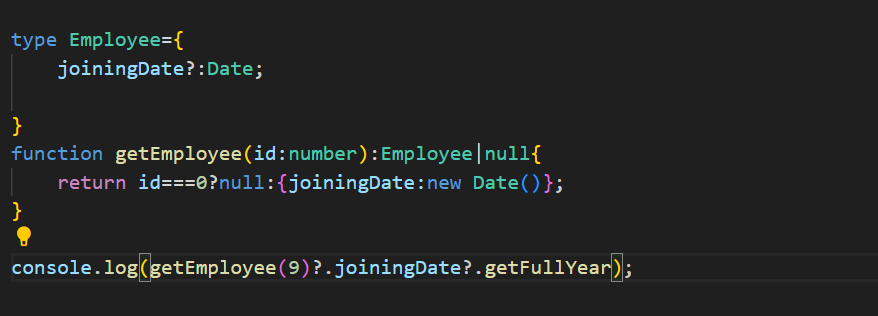 type Employee={
joiningDate?:Date;
}
function getEmployee(id:number):Employee|null{
return id===0?null:{joiningDate:new Date()};
}
console.log(getEmployee(9)?.joiningDate?.getFullYear);